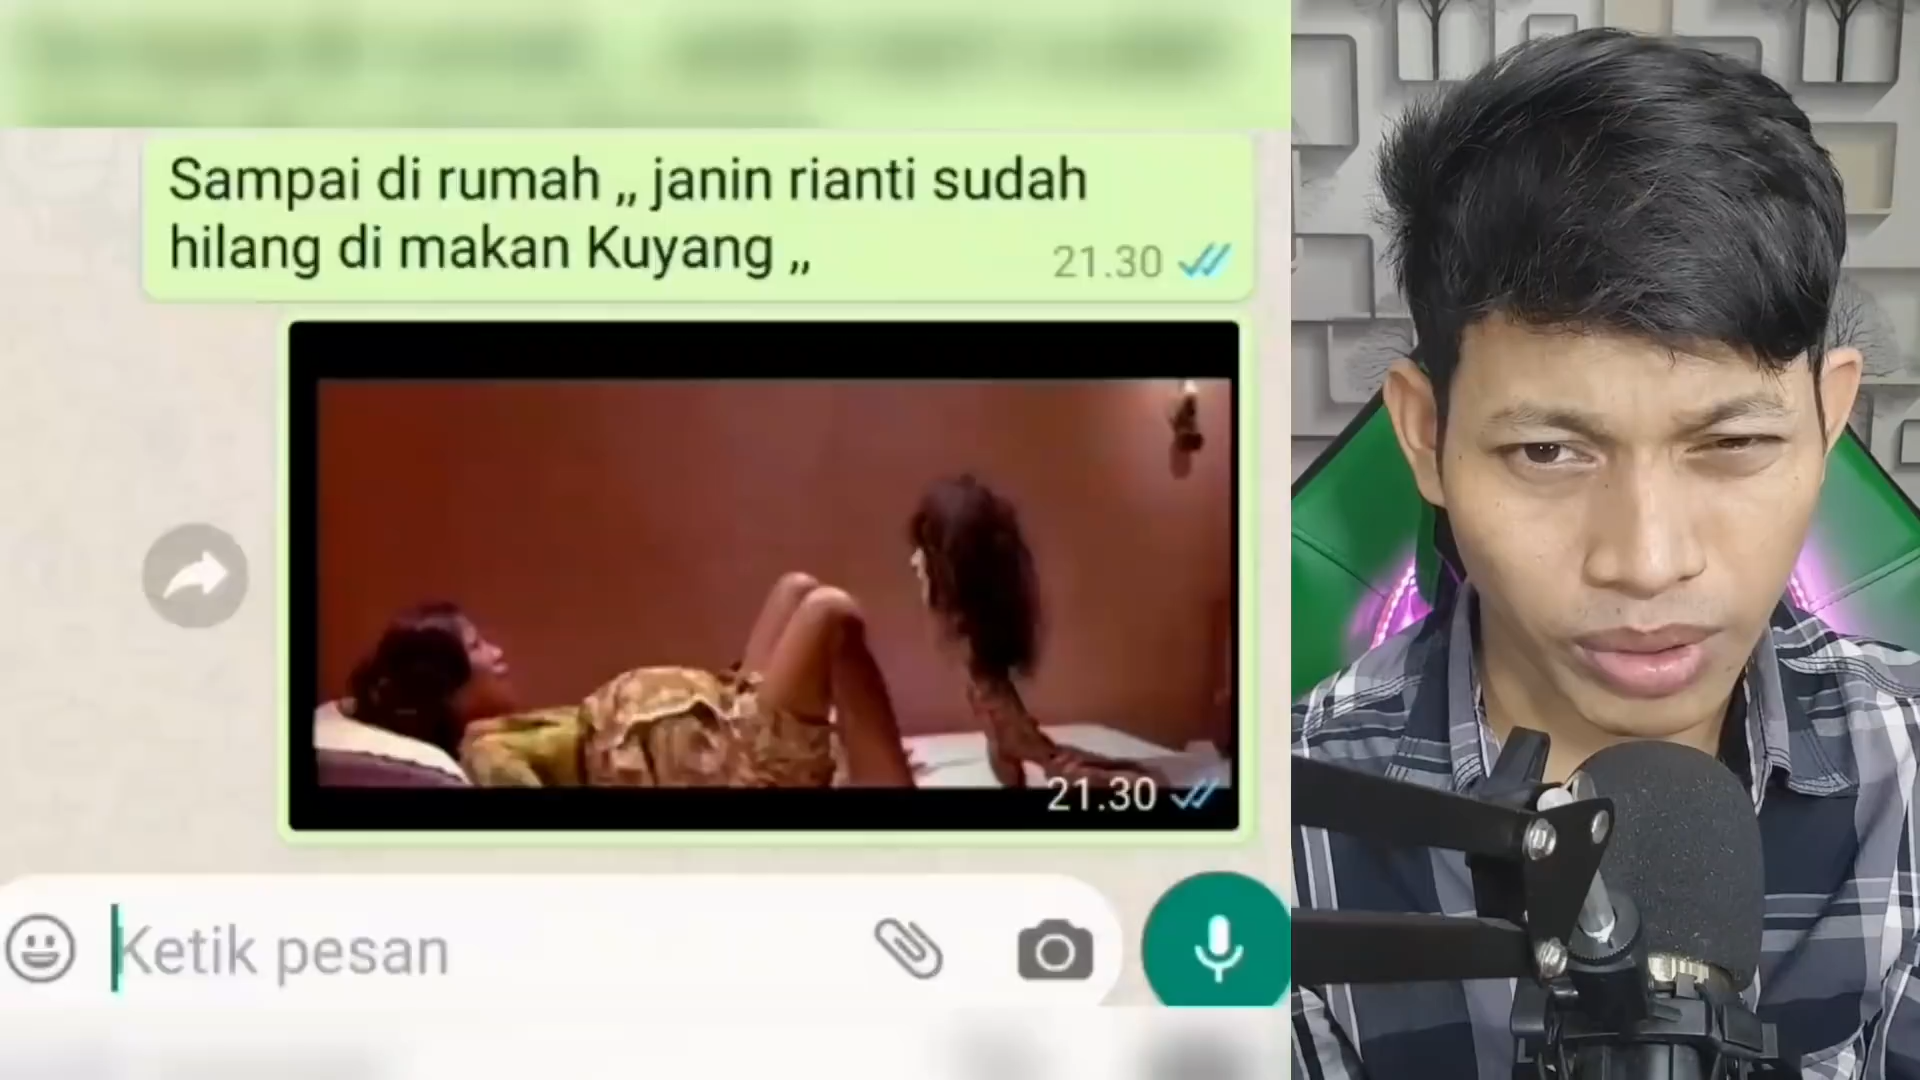 Sampai di rumah ,, janin rianti sudah
hilang di makan Kuyang ,,
21.30
21.30
Ketik pesan